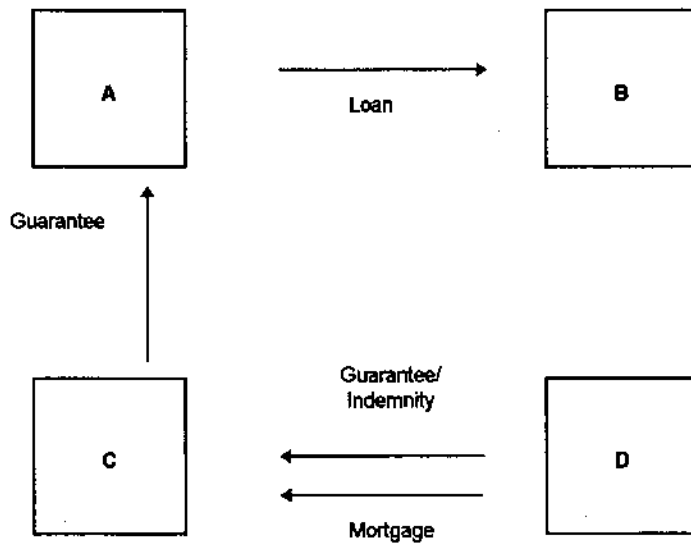 A
B
Loan
Guarantee
Guarantee/
Indemnity
C
D
Mortgage